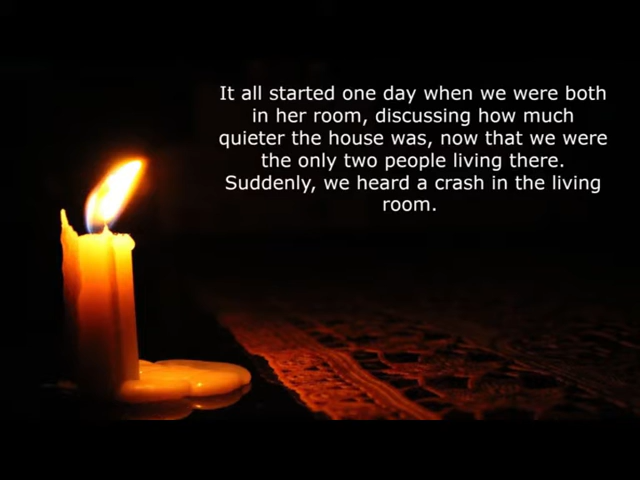 It all started one day when we were both
in her room, discussing how much
quieter the house was, now that we were
the only two people living there.
Suddenly, we heard a crash in the living
room.